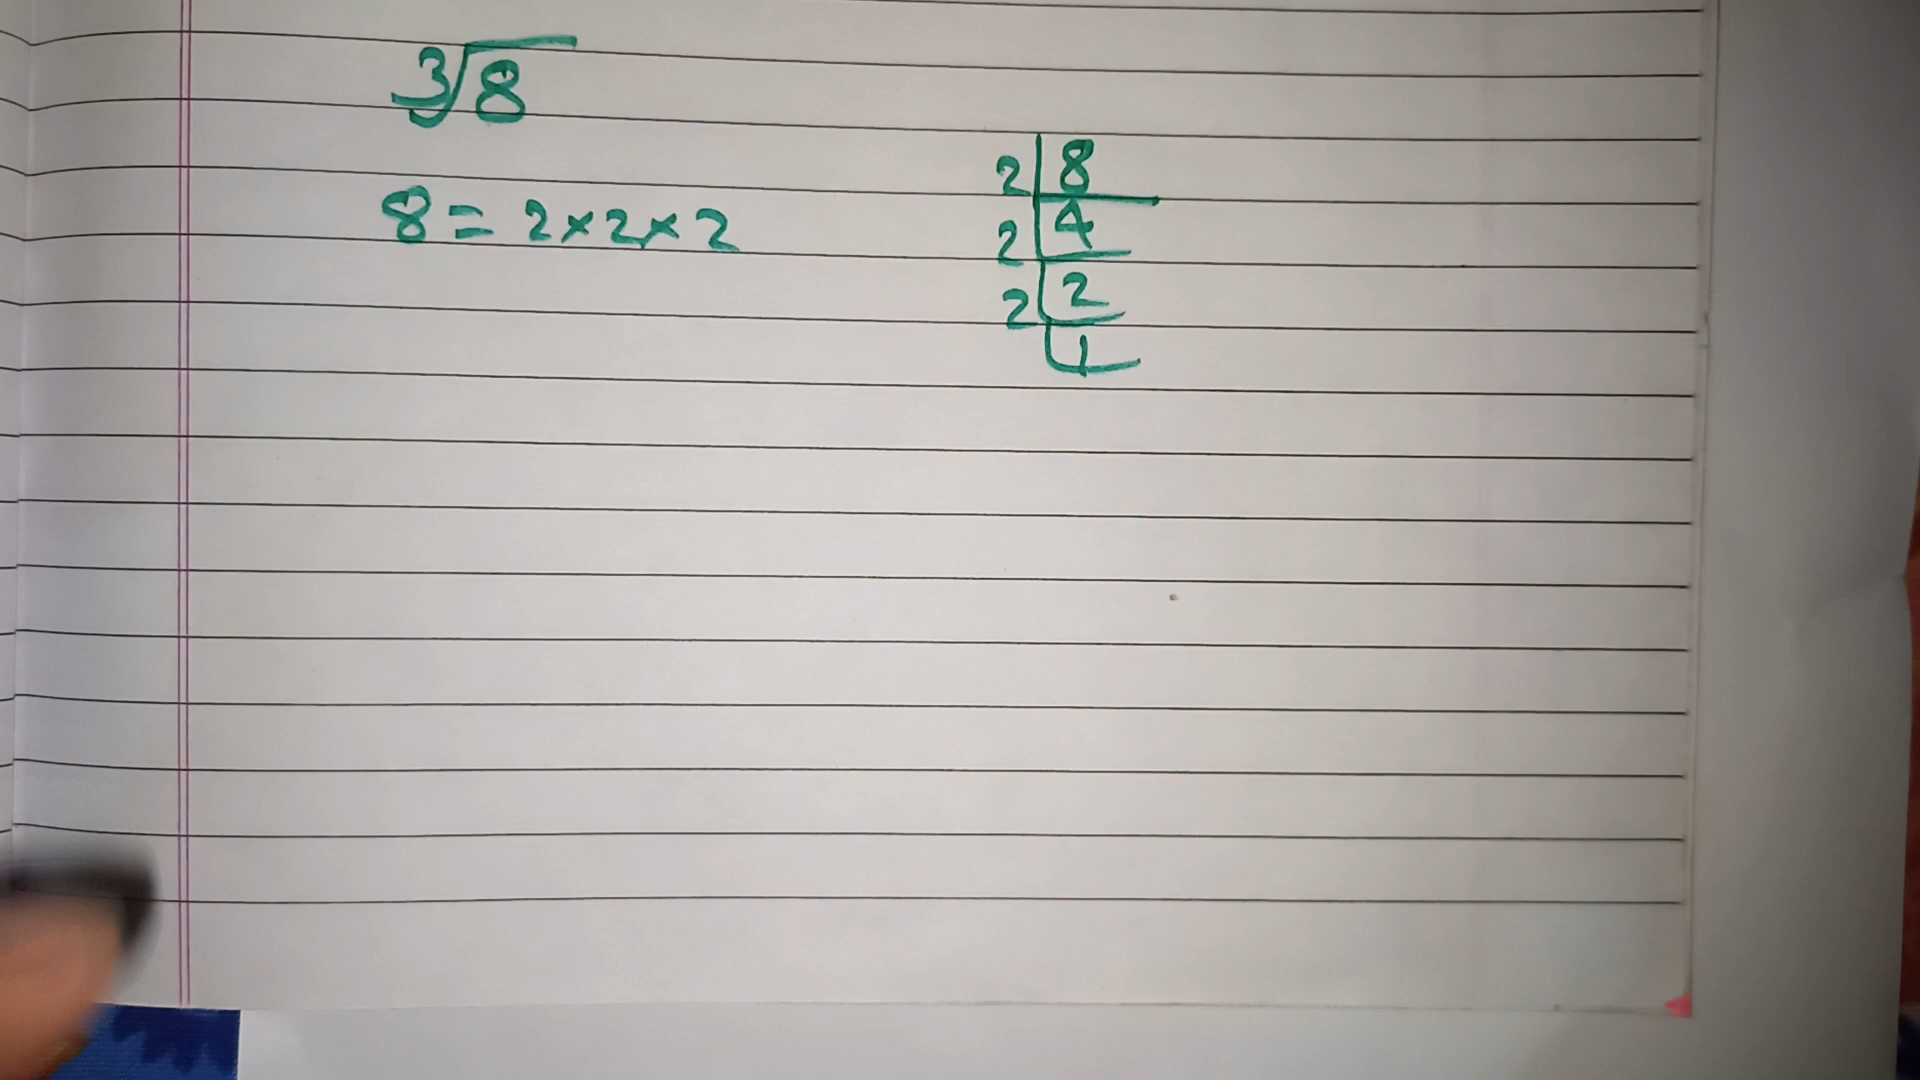 ∛8
8 = 2 × 2 × 2
2 | 8
2 | 4
2 | 2
1